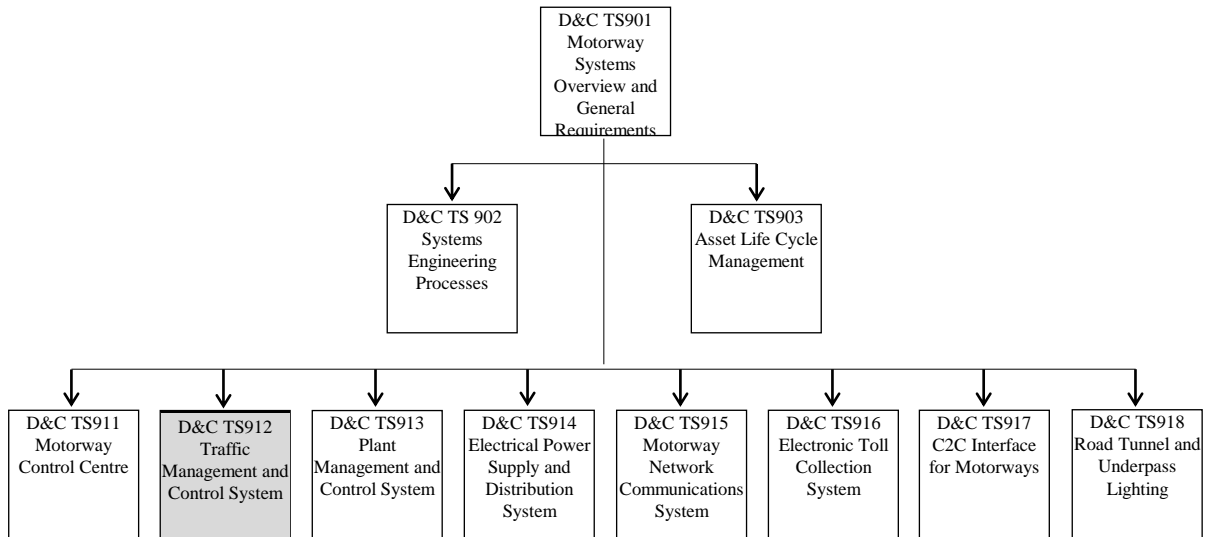 D&C TS901
Motorway
Systems
Overview and
General
Requirements
D&C TS 902
Systems
Engineering
Processes
D&C TS903
Asset Life Cycle
Management
D&C TS911
Motorway
Control Centre
D&C TS912
Traffic
Management and
Control System
D&C TS913
Plant
Management and
Control System
D&C TS914
Electrical Power
Supply and
Distribution
System
D&C TS915
Motorway
Network
Communications
System
D&C TS916
Electronic Toll
Collection
System
D&C TS917
C2C Interface
for Motorways
D&C TS918
Road Tunnel and
Underpass
Lighting